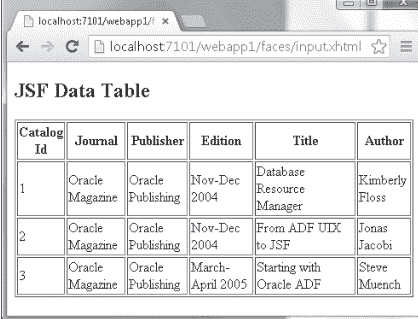 localhost:7101/webapp1/f
localhost:7101/webapp1/faces/input.xhtml
JSF Data Table
Catalog Id Journal Publisher Edition Title Author
1 Oracle Magazine Oracle Publishing Nov-Dec 2004 Database Resource Manager Kimberly Floss
2 Oracle Magazine Oracle Publishing Nov-Dec 2004 From ADF UIX to JSF Jonas Jacobi
3 Oracle Magazine Oracle Publishing March-April 2005 Starting with Oracle ADF Steve Muench